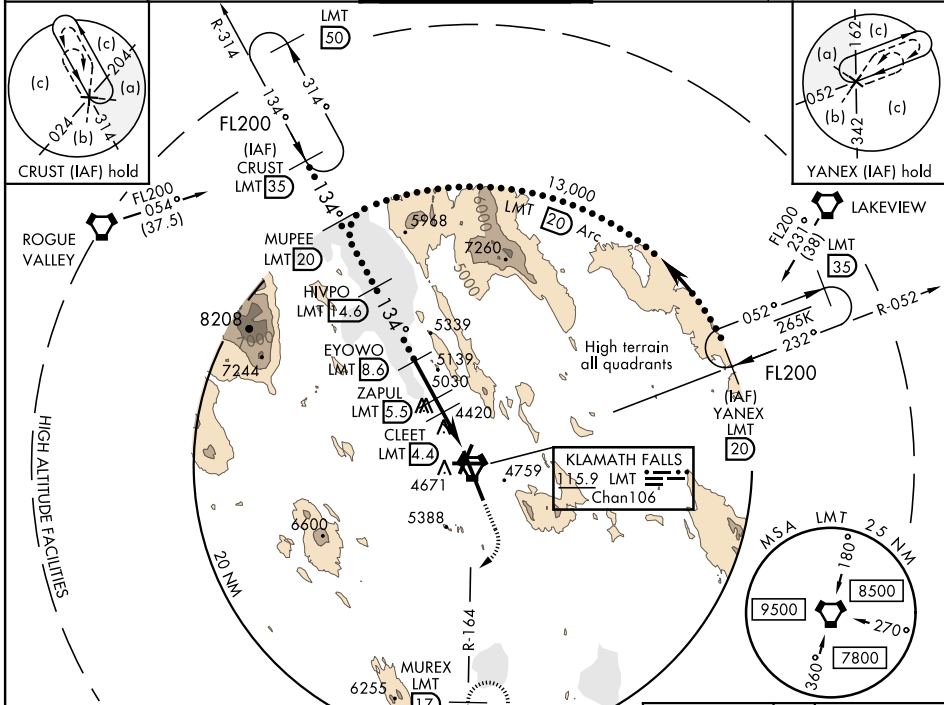 (c)
(c)
204
(a)
024
(b)
314
CRUST (IAF) hold
R-314
LMT
50
314°
134°
FL200
(IAF)
CRUST
LMT 35
134°
(a)
162
(c)
052
(b)
342
(c)
YANEX (IAF) hold
FL200
054°
(37.5)
ROGUE
VALLEY
LAKEVIEW
FL200
231°
(38)
LMT
35
13,000
LMT 20 Arc
MUPEE
LMT 20
5968
6000
7260
5000
HIVPO
LMT 14.6
134°
052°
R-052
265K
232°
FL200
8208
7000
7244
5339
EYOWO
LMT 8.6
5139
5030
High terrain
all quadrants
(IAF)
YANEX
LMT
20
ZAPUL
LMT 5.5
4420
CLEET
LMT 4.4
4671
4759
KLAMATH FALLS
115.9 LMT
Chan106
5388
6600
HIGH ALTITUDE FACILITIES
20 NM
R-164
MSA LMT 25 NM
180°
8500
9500
270°
7800
360°
MUREX
LMT
17
6255